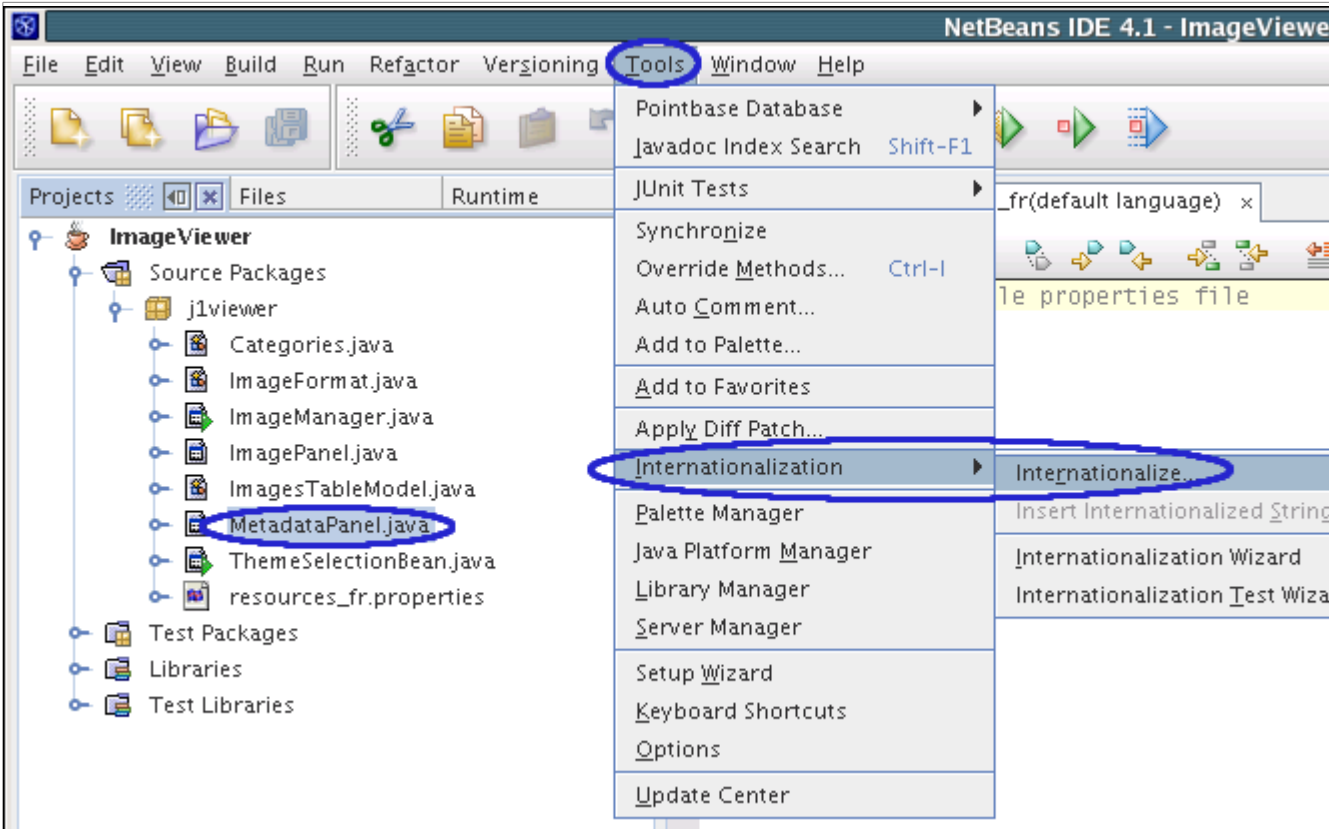 NetBeans IDE 4.1 - ImageViewe
File Edit View Build Run Refactor Versioning Tools Window Help
Projects Files Runtime
ImageViewer
Source Packages
j1viewer
Categories.java
ImageFormat.java
ImageManager.java
ImagePanel.java
ImagesTableModel.java
MetadataPanel.java
ThemeSelectionBean.java
resources_fr.properties
Test Packages
Libraries
Test Libraries
Pointbase Database
Javadoc Index Search Shift-F1
JUnit Tests
Synchronize
Override Methods... Ctrl-I
Auto Comment...
Add to Palette...
Add to Favorites
Apply Diff Patch...
Internationalization
Palette Manager
Java Platform Manager
Library Manager
Server Manager
Setup Wizard
Keyboard Shortcuts
Options
Update Center
Internationalize...
Insert Internationalized String
Internationalization Wizard
Internationalization Test Wiza
_fr(default language) ×
le properties file